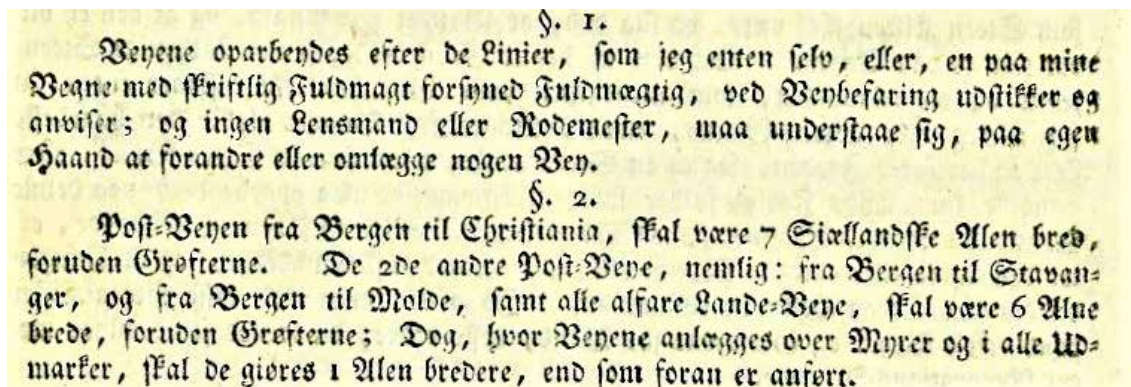 §. 1.
Veyene oparbeydes efter de Linier, som jeg enten selv, eller, en paa mine
Vegne med skriftlig Fuldmagt forsyned Fuldmægtig, ved Veybefaring udstikker og
anviser; og ingen Lensmand eller Rodemester, maa understaae sig, paa egen
Haand at forandre eller omlægge nogen Vey.
§. 2.
Post-Veyen fra Bergen til Christiania, skal være 7 Siællandske Alen bred,
foruden Grøfterne. De 2de andre Post-Veye, nemlig: fra Bergen til Stavan-
ger, og fra Bergen til Molde, samt alle alfare Lande-Veye, skal være 6 Alne
brede, foruden Grøfterne; Dog, hvor Veyene anlægges over Myrer og i alle Ud-
marker, skal de giøres 1 Alen bredere, end som foran er anført.